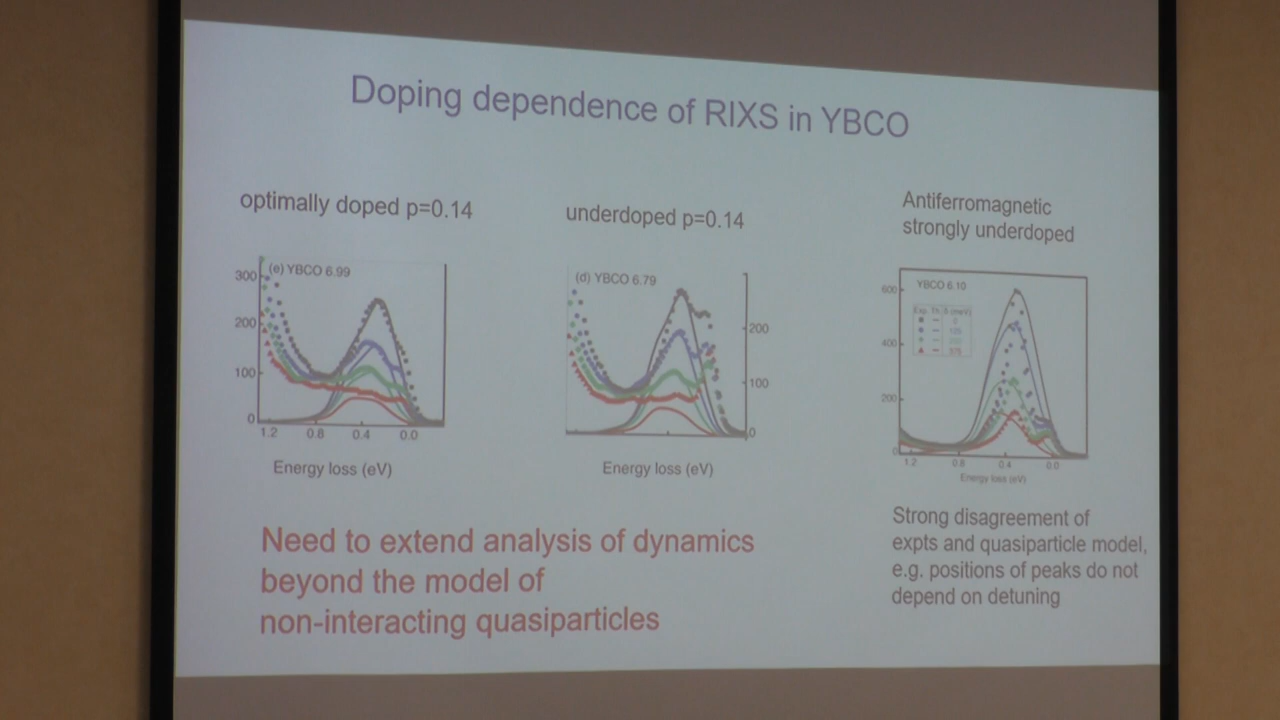 Doping dependence of RIXS in YBCO
optimally doped p=0.14
underdoped p=0.14
Antiferromagnetic
strongly underdoped
(e) YBCO 6.99
300
200
100
0
1.2 0.8 0.4 0.0
Energy loss (eV)
(d) YBCO 6.79
200
100
0
Energy loss (eV)
YBCO 6.10
Exp. Th. (meV)
0
600
400
200
0
1.2 0.8 0.4 0.0
Energy loss (eV)
Need to extend analysis of dynamics
beyond the model of
non-interacting quasiparticles
Strong disagreement of
expts and quasiparticle model,
e.g. positions of peaks do not
depend on detuning